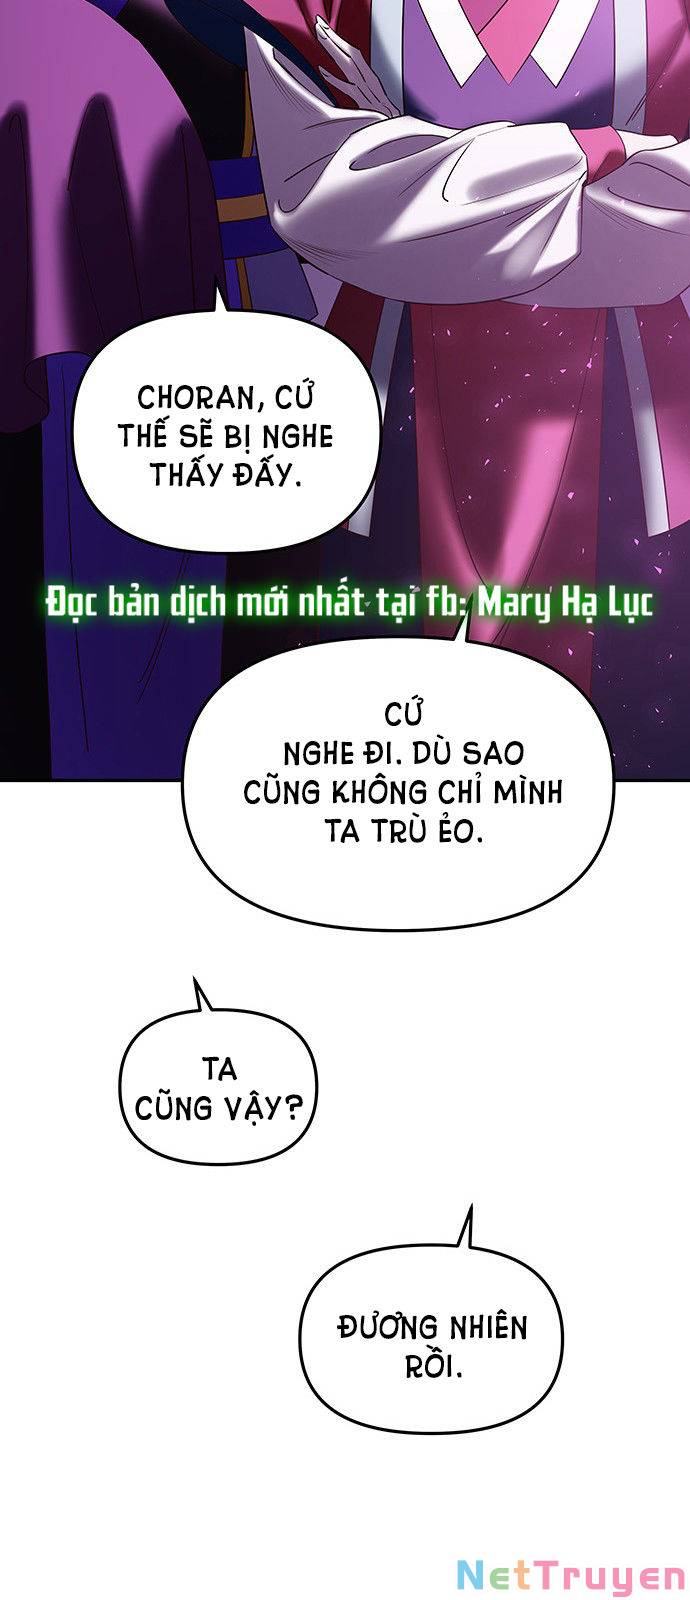 CHORAN, CỨ
THẾ SẼ BỊ NGHE
THẤY ĐẤY.
Đọc bản dịch mới nhất tại fb: Mary Hạ Lục
CỨ
NGHE ĐI. DÙ SAO
CŨNG KHÔNG CHỈ MÌNH
TA TRÙ ẺO.
TA
CŨNG VẬY?
ĐƯƠNG NHIÊN
RỒI.
NetTruyen